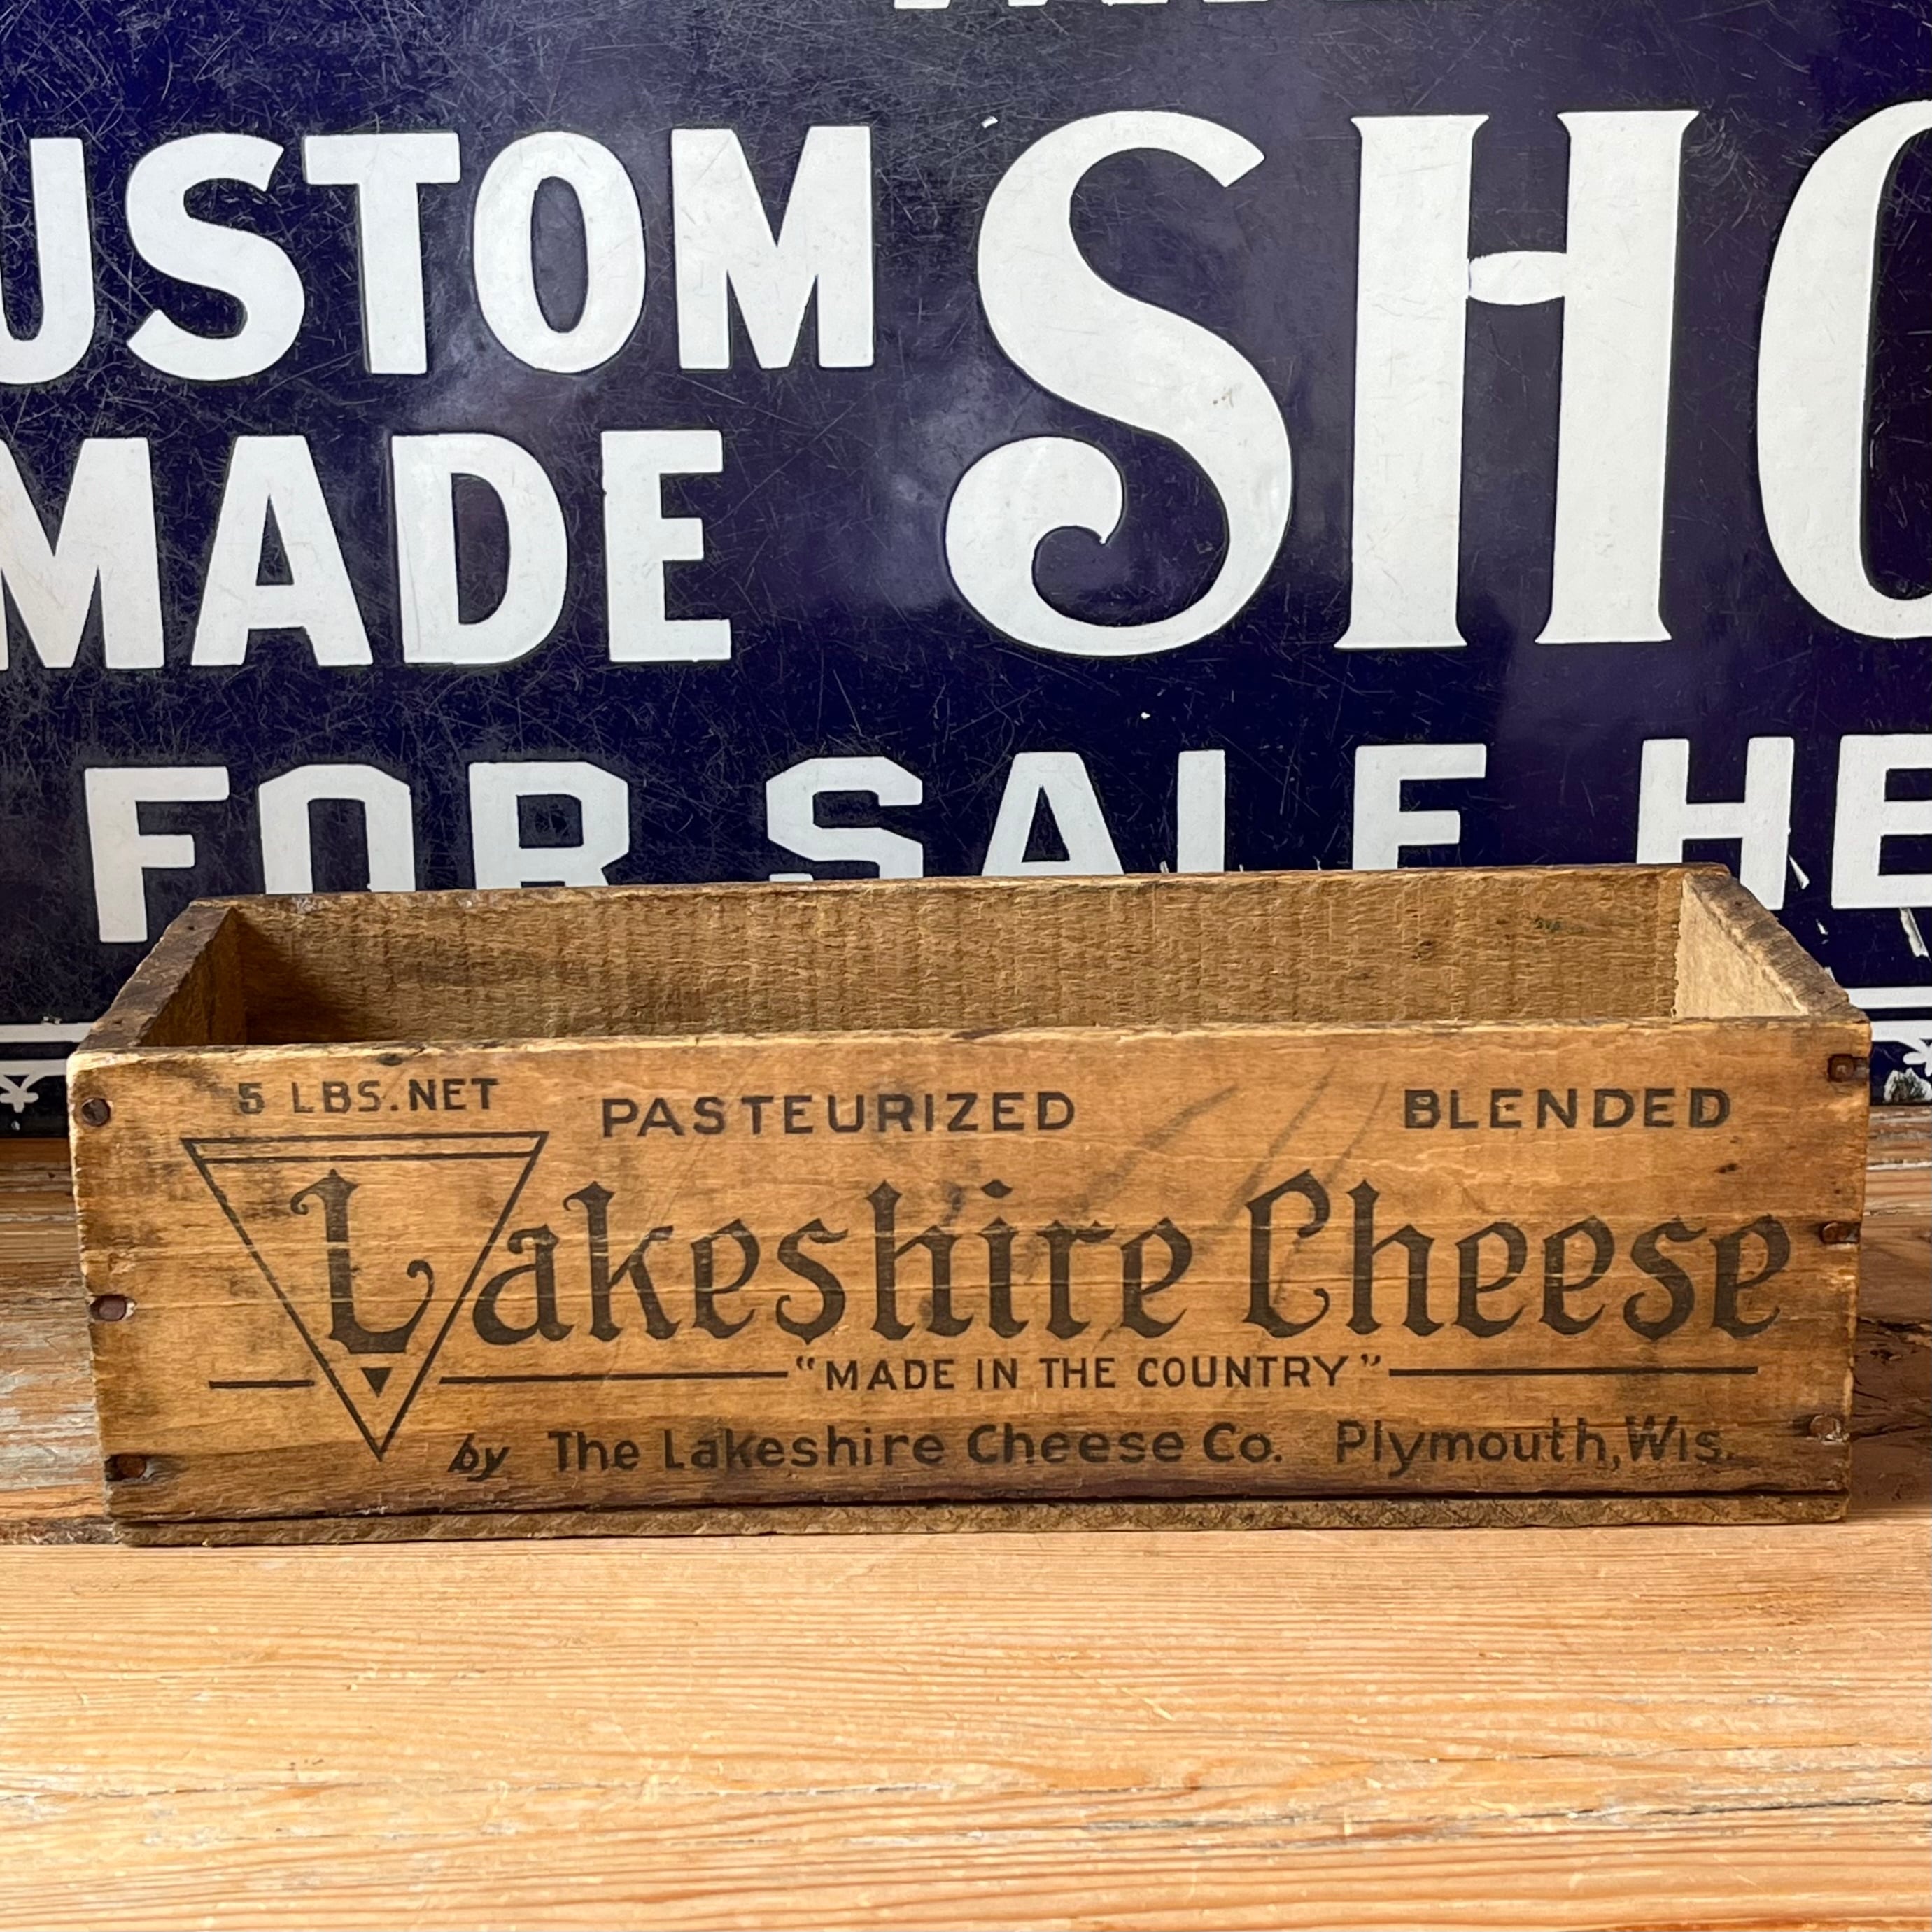 USTOM
MADE
SHO
FOR SALE HE
5 LBS. NET PASTEURIZED BLENDED
Lakeshire Cheese
"MADE IN THE COUNTRY"
by The Lakeshire Cheese Co. Plymouth, Wis.